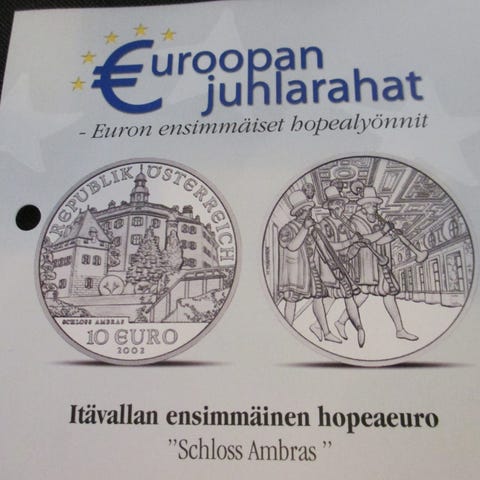 €uroopan
juhlarahat
- Euron ensimmäiset hopealyönnit
REPUBLIK ÖSTERREICH
SCHLOSS AMBRAS
10 EURO
2002
Itävallan ensimmäinen hopeaeuro
”Schloss Ambras ”